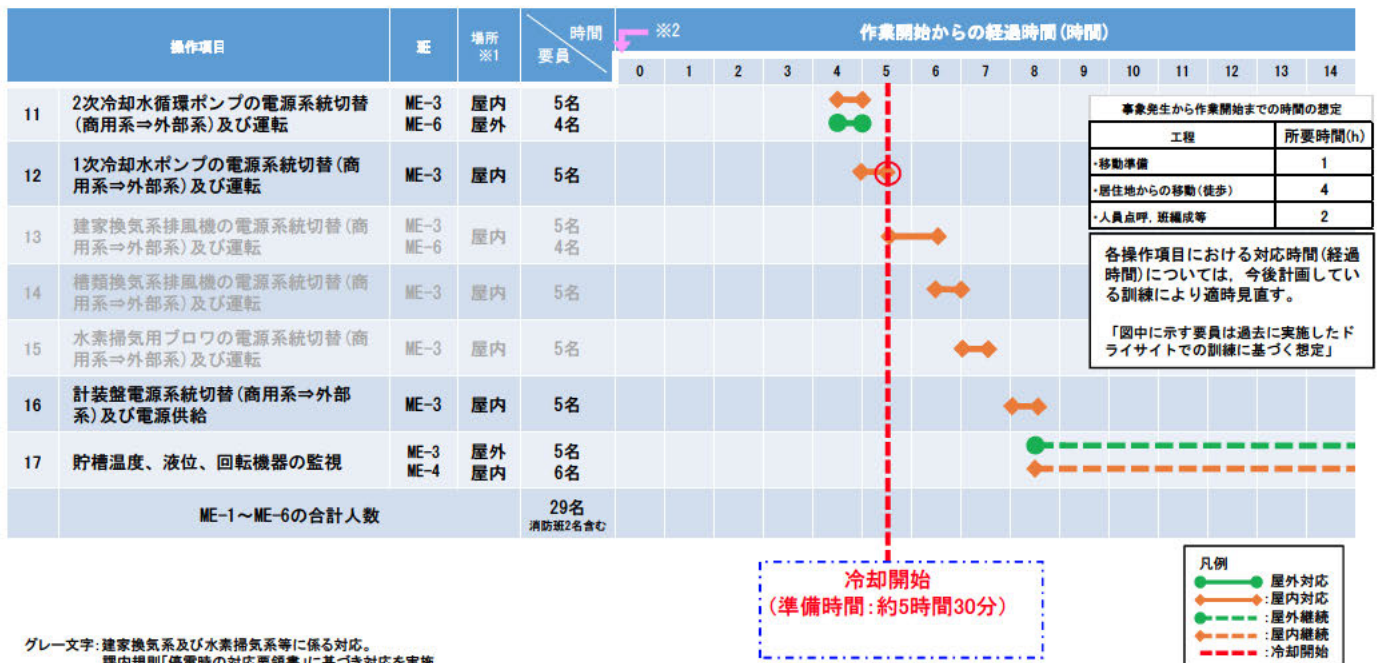 操作項目
班
場所
※1
時間
要員
※2
作業開始からの経過時間(時間)
0 1 2 3 4 5 6 7 8 9 10 11 12 13 14
11
2次冷却水循環ポンプの電源系統切替
(商用系⇒外部系)及び運転
ME-3
ME-6
屋内
屋外
5名
4名
12
1次冷却水ポンプの電源系統切替(商
用系⇒外部系)及び運転
ME-3
屋内
5名
13
建家換気系排風機の電源系統切替(商
用系⇒外部系)及び運転
ME-3
ME-6
屋内
5名
4名
14
槽類換気系排風機の電源系統切替(商
用系⇒外部系)及び運転
ME-3
屋内
5名
15
水素掃気用ブロワの電源系統切替(商
用系⇒外部系)及び運転
ME-3
屋内
5名
16
計装盤電源系統切替(商用系⇒外部
系)及び電源供給
ME-3
屋内
5名
17
貯槽温度、液位、回転機器の監視
ME-3
ME-4
屋外
屋内
5名
6名
ME-1～ME-6の合計人数
29名
消防班2名含む
事象発生から作業開始までの時間の想定
工程 所要時間(h)
・移動準備 1
・居住地からの移動(徒歩) 4
・人員点呼, 班編成等 2
各操作項目における対応時間(経過
時間)については, 今後計画してい
る訓練により適時見直す。
「図中に示す要員は過去に実施したド
ライサイトでの訓練に基づく想定」
冷却開始
(準備時間:約5時間30分)
凡例
:屋外対応
:屋内対応
:屋外継続
:屋内継続
:冷却開始
グレー文字:建家換気系及び水素掃気系等に係る対応。
課内規則「停電時の対応要領書」に基づき対応を実施